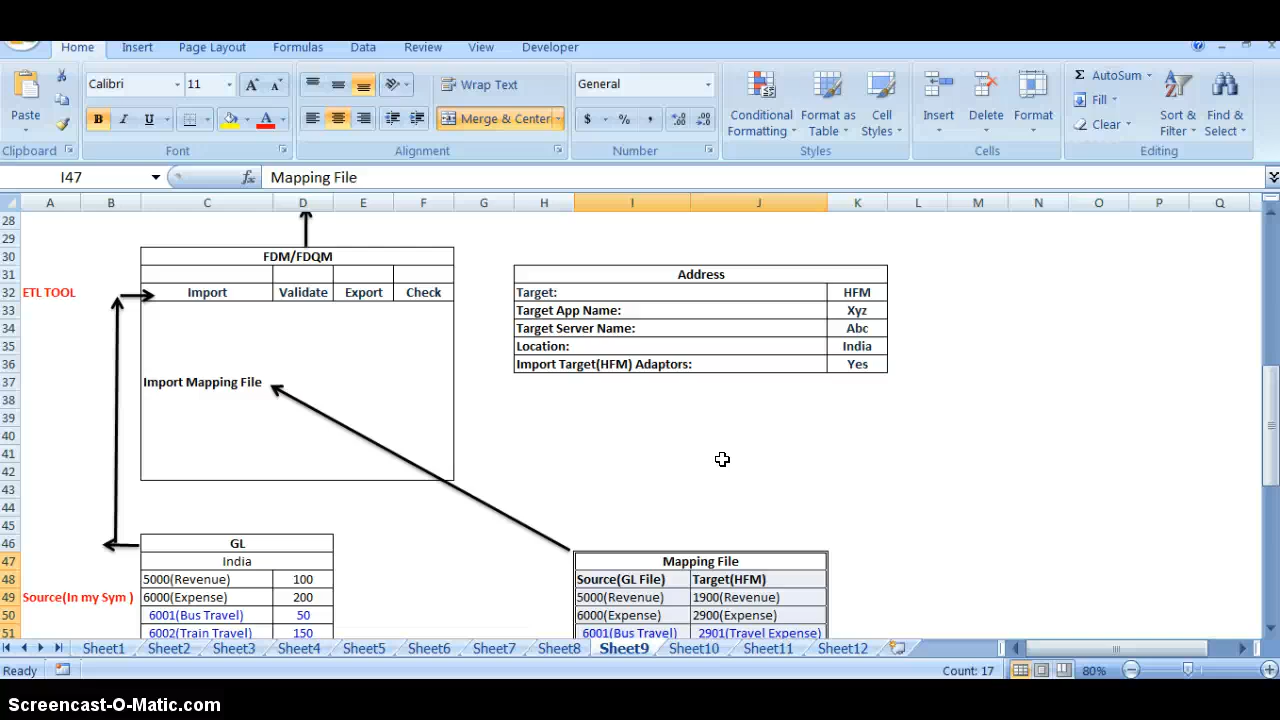 Home Insert Page Layout Formulas Data Review View Developer
Calibri 11 A A Wrap Text General AutoSum
Paste B I U A Merge & Center $ % , Conditional Formatting Format as Table Cell Styles Insert Delete Format Fill Clear Sort & Filter Find & Select
Clipboard Font Alignment Number Styles Cells Editing
I47 fx Mapping File
A B C D E F G H I J K L M N O P Q
28
29
30 FDM/FDQM
31 Address
32 ETL TOOL Import Validate Export Check Target: HFM
33 Target App Name: Xyz
34 Target Server Name: Abc
35 Location: India
36 Import Target(HFM) Adaptors: Yes
37 Import Mapping File
38
39
40
41
42
43
44
45
46 GL
47 India Mapping File
48 5000(Revenue) 100 Source(GL File) Target(HFM)
49 Source(In my Sym ) 6000(Expense) 200 5000(Revenue) 1900(Revenue)
50 6001(Bus Travel) 50 6000(Expense) 2900(Expense)
51 6002(Train Travel) 150 6001(Bus Travel) 2901(Travel Expense)
Sheet1 Sheet2 Sheet3 Sheet4 Sheet5 Sheet6 Sheet7 Sheet8 Sheet9 Sheet10 Sheet11 Sheet12
Ready Count: 17 80%
Screencast-O-Matic.com